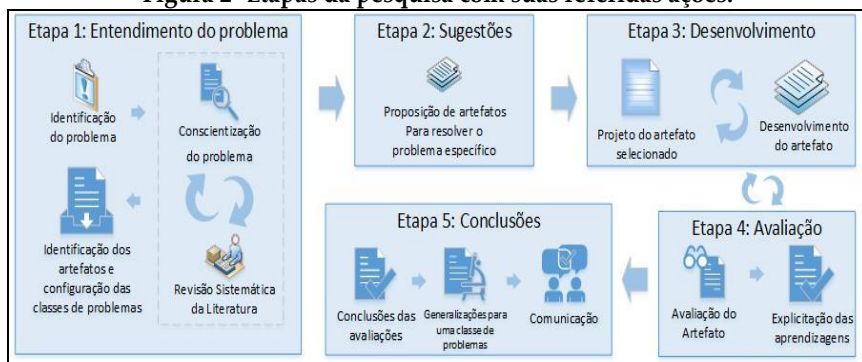 Figura 2- Etapas da pesquisa com suas referidas ações.
Etapa 1: Entendimento do problema
Identificação
do problema
Conscientização
do problema
Identificação dos
artefatos e
configuração das
classes de problemas
Revisão Sistemática
da Literatura
Etapa 2: Sugestões
Proposição de artefatos
Para resolver o
problema específico
Etapa 3: Desenvolvimento
Projeto do artefato
selecionado
Desenvolvimento
do artefato
Etapa 4: Avaliação
Avaliação do
Artefato
Explicitação das
aprendizagens
Etapa 5: Conclusões
Conclusões das
avaliações
Generalizações para
uma classe de
problemas
Comunicação